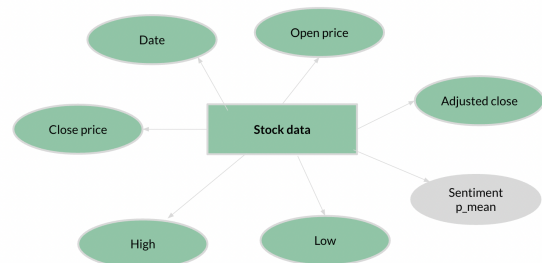 Open price
Date
Adjusted close
Close price
Stock data
Sentiment
p_mean
High
Low